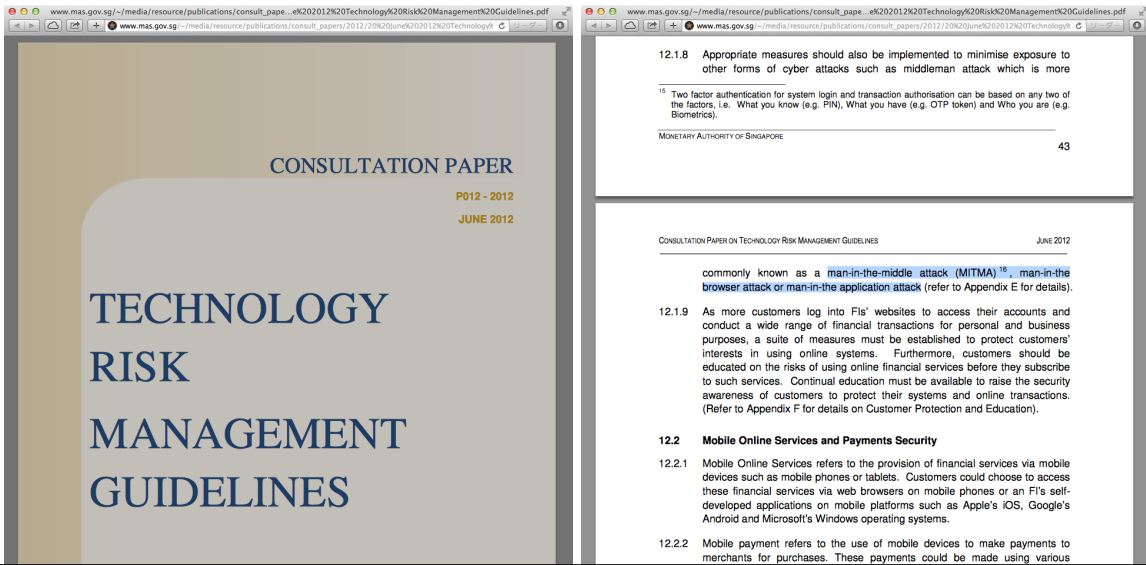 www.mas.gov.sg/~/media/resource/publications/consult_pape...e%202012%20Technology%20Risk%20Management%20Guidelines.pdf
www.mas.gov.sg/~/media/resource/publications/consult_papers/2012/20%20June%202012%20Technology%
リーダー
CONSULTATION PAPER
P012 - 2012
JUNE 2012
TECHNOLOGY
RISK
MANAGEMENT
GUIDELINES
www.mas.gov.sg/~/media/resource/publications/consult_pape...e%202012%20Technology%20Risk%20Management%20Guidelines.pdf
www.mas.gov.sg/~/media/resource/publications/consult_papers/2012/20%20June%202012%20Technology%
リーダー
12.1.8 Appropriate measures should also be implemented to minimise exposure to
other forms of cyber attacks such as middleman attack which is more
15 Two factor authentication for system login and transaction authorisation can be based on any two of
the factors, i.e. What you know (e.g. PIN), What you have (e.g. OTP token) and Who you are (e.g.
Biometrics).
MONETARY AUTHORITY OF SINGAPORE
43
CONSULTATION PAPER ON TECHNOLOGY RISK MANAGEMENT GUIDELINES JUNE 2012
commonly known as a man-in-the-middle attack (MITMA) 16 , man-in-the
browser attack or man-in-the application attack (refer to Appendix E for details).
12.1.9 As more customers log into FIs' websites to access their accounts and
conduct a wide range of financial transactions for personal and business
purposes, a suite of measures must be established to protect customers'
interests in using online systems. Furthermore, customers should be
educated on the risks of using online financial services before they subscribe
to such services. Continual education must be available to raise the security
awareness of customers to protect their systems and online transactions.
(Refer to Appendix F for details on Customer Protection and Education).
12.2 Mobile Online Services and Payments Security
12.2.1 Mobile Online Services refers to the provision of financial services via mobile
devices such as mobile phones or tablets. Customers could choose to access
these financial services via web browsers on mobile phones or an FI's self-
developed applications on mobile platforms such as Apple's iOS, Google's
Android and Microsoft's Windows operating systems.
12.2.2 Mobile payment refers to the use of mobile devices to make payments to
merchants for purchases. These payments could be made using various